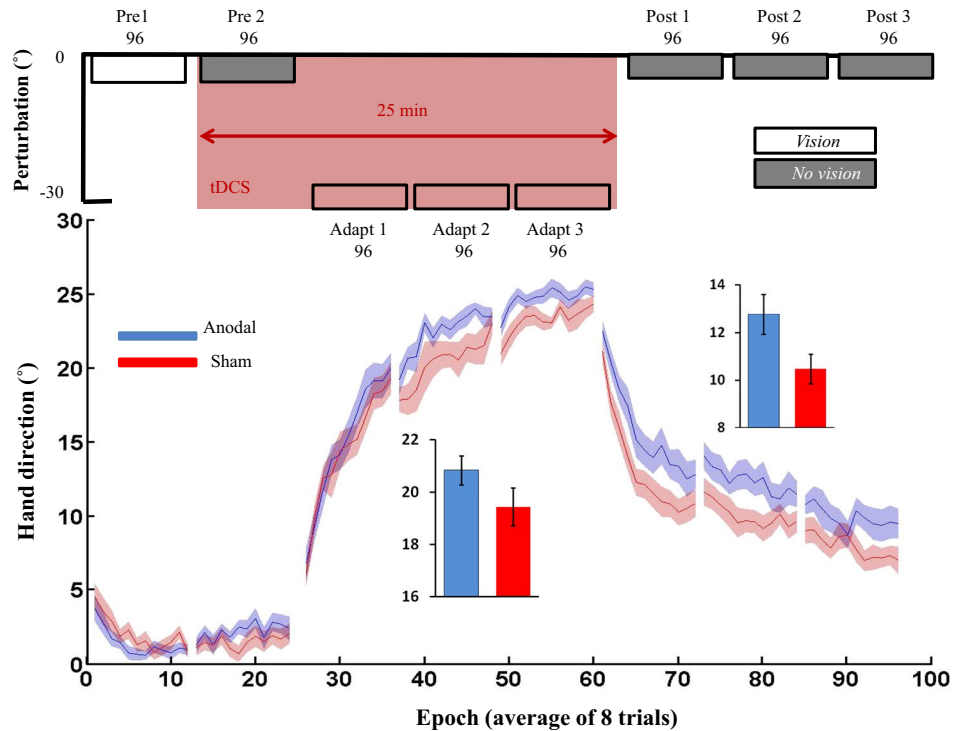 Pre1
96
Pre 2
96
Post 1
96
Post 2
96
Post 3
96
Perturbation (°)
0
-30
25 min
tDCS
Vision
No vision
Adapt 1
96
Adapt 2
96
Adapt 3
96
Hand direction (°)
30
25
20
15
10
5
0
Anodal
Sham
22
20
18
16
14
12
10
8
0 10 20 30 40 50 60 70 80 90 100
Epoch (average of 8 trials)